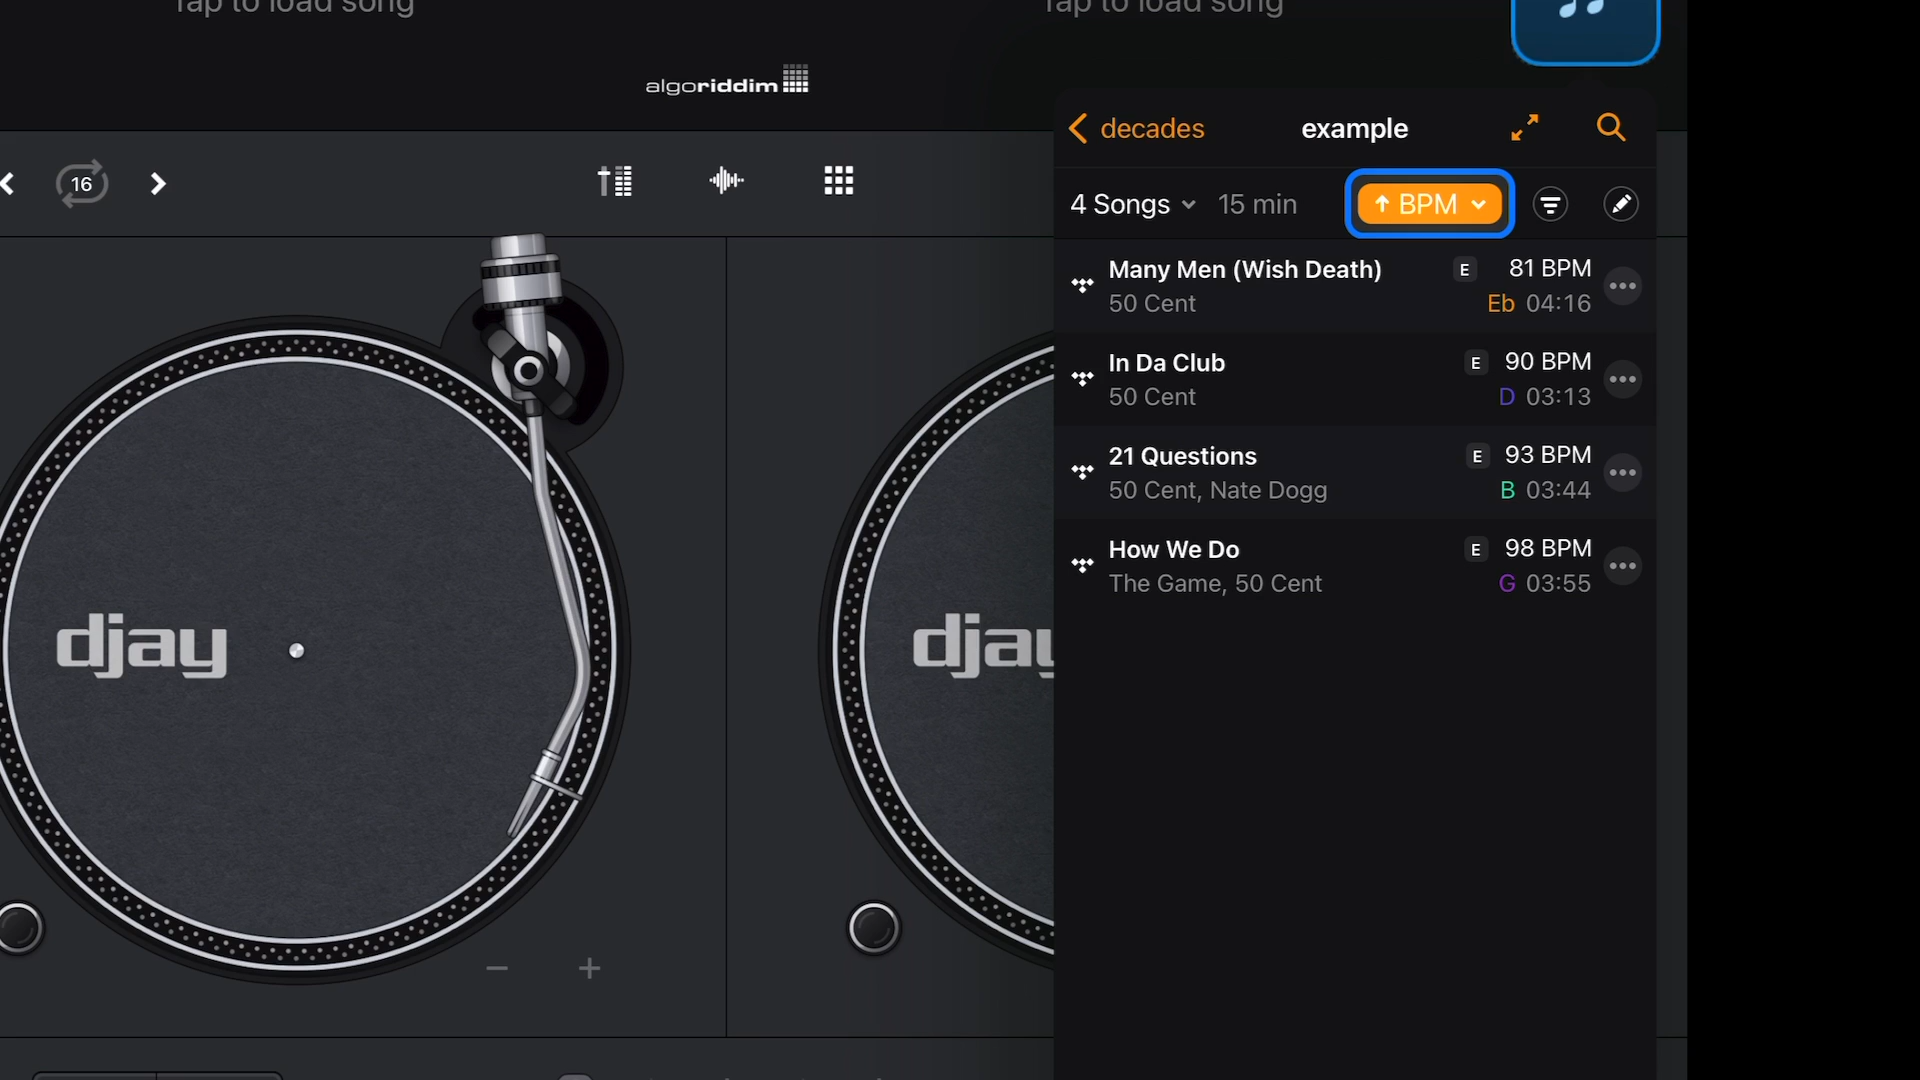 Tap to load song
Tap to load song
algoriddim
decades
example
16
4 Songs
15 min
BPM
Many Men (Wish Death)
E
81 BPM
50 Cent
Eb
04:16
In Da Club
E
90 BPM
50 Cent
D
03:13
21 Questions
E
93 BPM
50 Cent, Nate Dogg
B
03:44
How We Do
E
98 BPM
The Game, 50 Cent
G
03:55
djay
djay